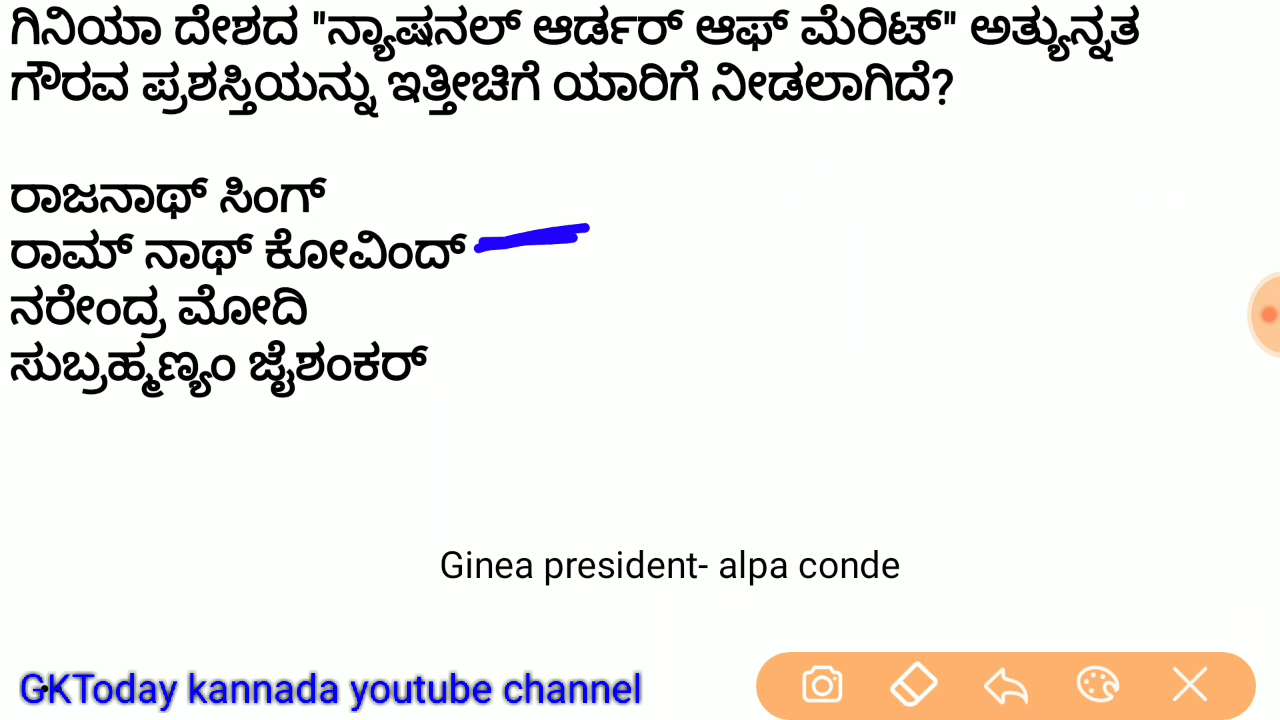 ಗಿನಿಯಾ ದೇಶದ "ನ್ಯಾಷನಲ್ ಆರ್ಡರ್ ಆಫ್ ಮೆರಿಟ್" ಅತ್ಯುನ್ನತ
ಗೌರವ ಪ್ರಶಸ್ತಿಯನ್ನು ಇತ್ತೀಚಿಗೆ ಯಾರಿಗೆ ನೀಡಲಾಗಿದೆ?
ರಾಜನಾಥ್ ಸಿಂಗ್
ರಾಮ್ ನಾಥ್ ಕೋವಿಂದ್
ನರೇಂದ್ರ ಮೋದಿ
ಸುಬ್ರಹ್ಮಣ್ಯಂ ಜೈಶಂಕರ್
Ginea president- alpa conde
GKToday kannada youtube channel